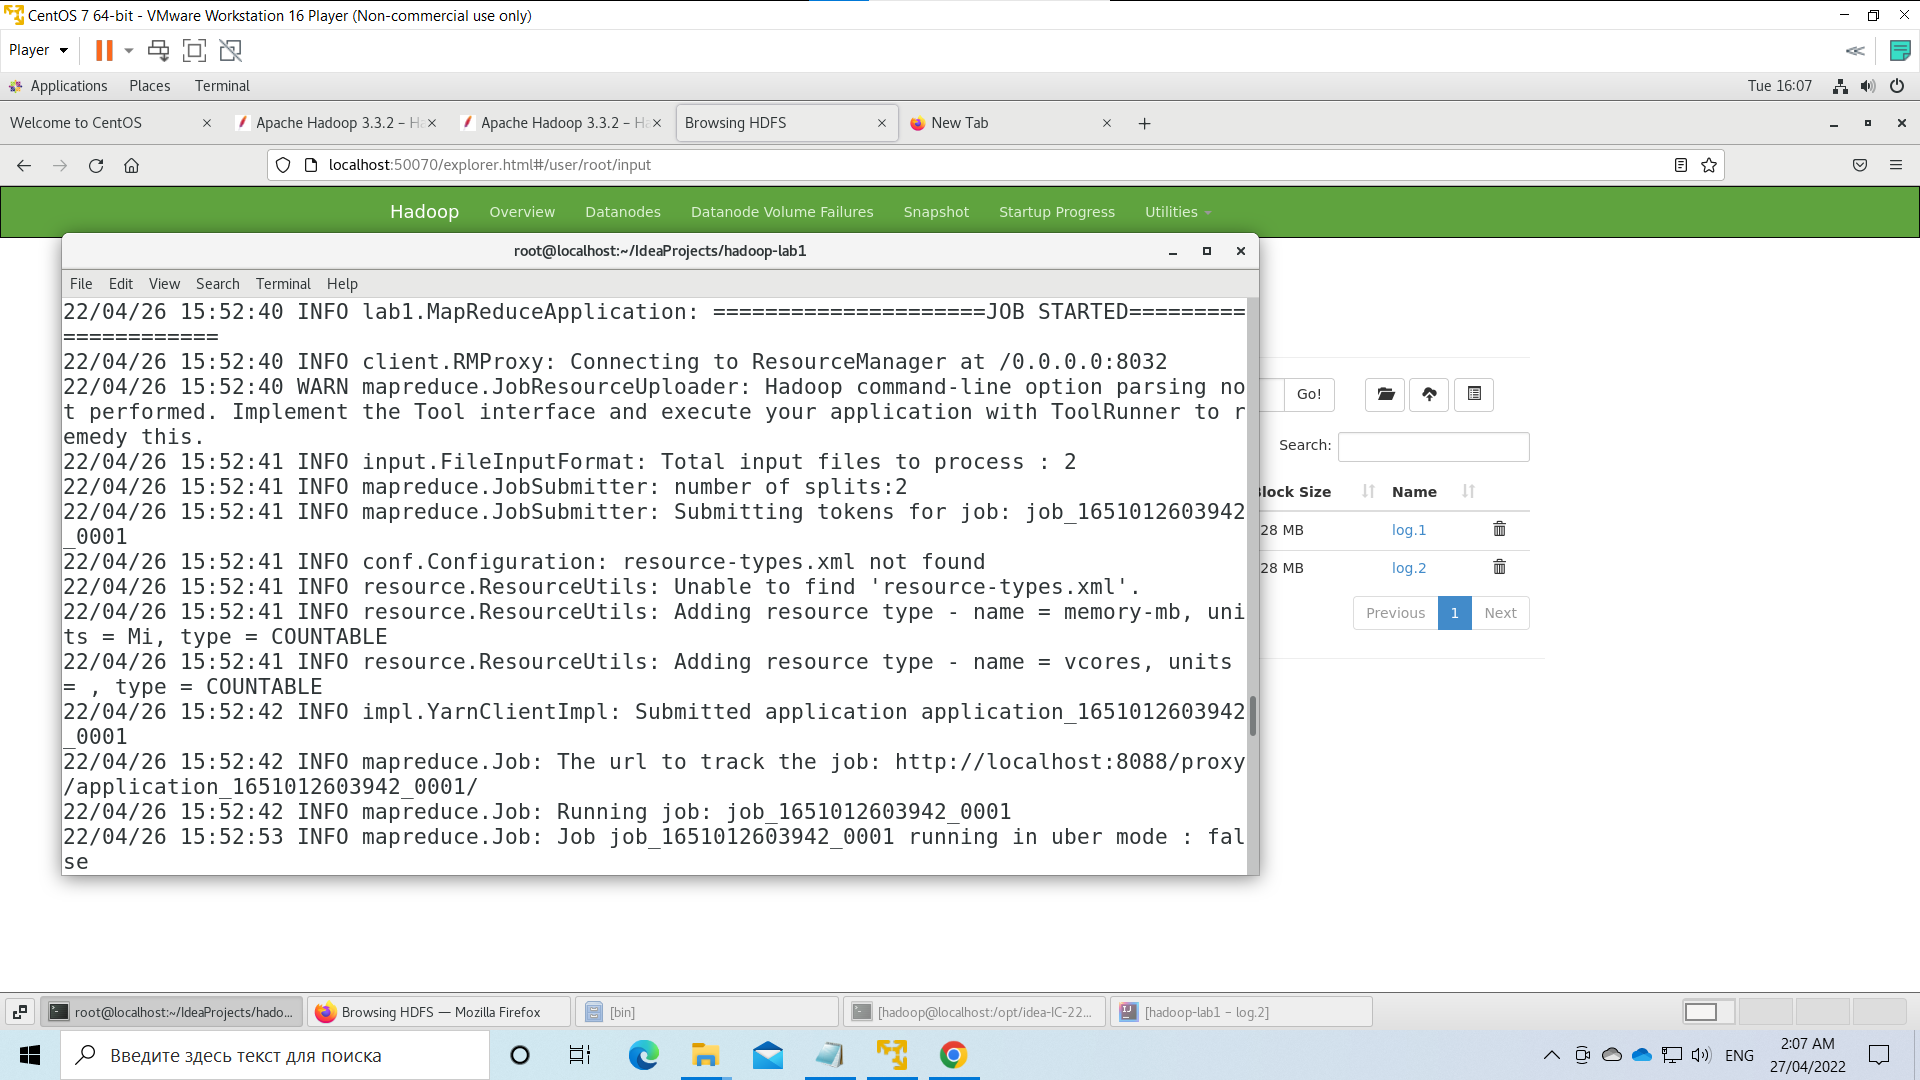 CentOS 7 64-bit - VMware Workstation 16 Player (Non-commercial use only)
Player
Applications Places Terminal Tue 16:07
Welcome to CentOS Apache Hadoop 3.3.2 – Apache Hadoop 3.3.2 – Browsing HDFS New Tab
localhost:50070/explorer.html#/user/root/input
Hadoop Overview Datanodes Datanode Volume Failures Snapshot Startup Progress Utilities
root@localhost:~/IdeaProjects/hadoop-lab1
File Edit View Search Terminal Help
22/04/26 15:52:40 INFO lab1.MapReduceApplication: =====================JOB STARTED=========
============
22/04/26 15:52:40 INFO client.RMProxy: Connecting to ResourceManager at /0.0.0.0:8032
22/04/26 15:52:40 WARN mapreduce.JobResourceUploader: Hadoop command-line option parsing no
t performed. Implement the Tool interface and execute your application with ToolRunner to r
emedy this.
22/04/26 15:52:41 INFO input.FileInputFormat: Total input files to process : 2
22/04/26 15:52:41 INFO mapreduce.JobSubmitter: number of splits:2
22/04/26 15:52:41 INFO mapreduce.JobSubmitter: Submitting tokens for job: job_1651012603942
_0001
22/04/26 15:52:41 INFO conf.Configuration: resource-types.xml not found
22/04/26 15:52:41 INFO resource.ResourceUtils: Unable to find 'resource-types.xml'.
22/04/26 15:52:41 INFO resource.ResourceUtils: Adding resource type - name = memory-mb, uni
ts = Mi, type = COUNTABLE
22/04/26 15:52:41 INFO resource.ResourceUtils: Adding resource type - name = vcores, units
= , type = COUNTABLE
22/04/26 15:52:42 INFO impl.YarnClientImpl: Submitted application application_1651012603942
_0001
22/04/26 15:52:42 INFO mapreduce.Job: The url to track the job: http://localhost:8088/proxy
/application_1651012603942_0001/
22/04/26 15:52:42 INFO mapreduce.Job: Running job: job_1651012603942_0001
22/04/26 15:52:53 INFO mapreduce.Job: Job job_1651012603942_0001 running in uber mode : fal
se
Go!
Search:
lock Size Name
28 MB log.1
28 MB log.2
Previous 1 Next
root@localhost:~/IdeaProjects/hado... Browsing HDFS — Mozilla Firefox [bin] [hadoop@localhost:/opt/idea-IC-22... [hadoop-lab1 – log.2]
Введите здесь текст для поиска
ENG
2:07 AM
27/04/2022